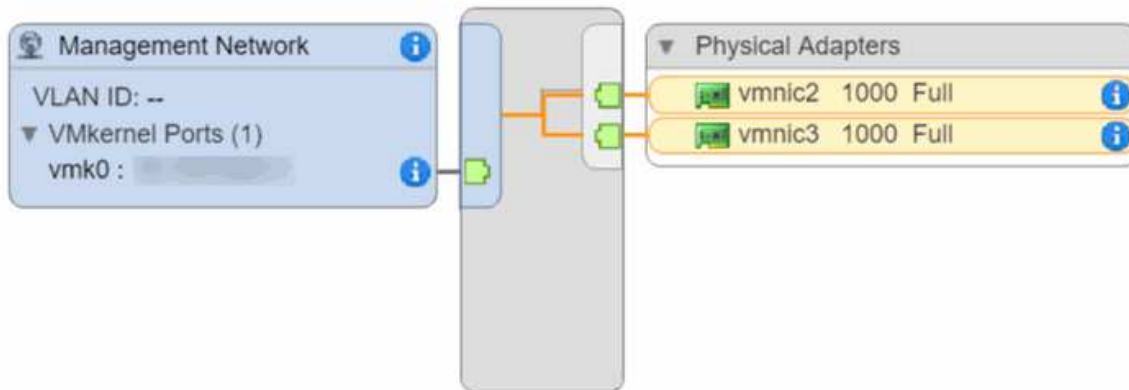 Management Network
VLAN ID: --
▼ VMkernel Ports (1)
vmk0 :
▼ Physical Adapters
vmnic2 1000 Full
vmnic3 1000 Full